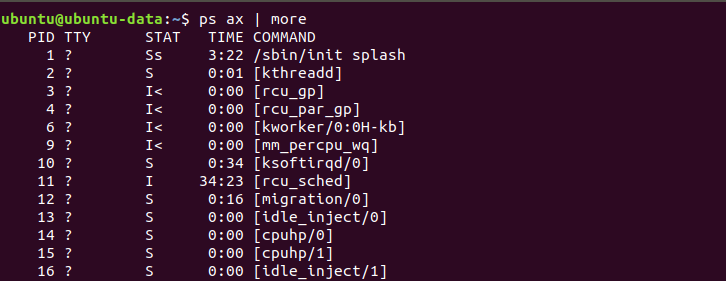 ubuntu@ubuntu-data:~$ ps ax | more
PID TTY STAT TIME COMMAND
1 ? Ss 3:22 /sbin/init splash
2 ? S 0:01 [kthreadd]
3 ? I< 0:00 [rcu_gp]
4 ? I< 0:00 [rcu_par_gp]
6 ? I< 0:00 [kworker/0:0H-kb]
9 ? I< 0:00 [mm_percpu_wq]
10 ? S 0:34 [ksoftirqd/0]
11 ? I 34:23 [rcu_sched]
12 ? S 0:16 [migration/0]
13 ? S 0:00 [idle_inject/0]
14 ? S 0:00 [cpuhp/0]
15 ? S 0:00 [cpuhp/1]
16 ? S 0:00 [idle_inject/1]